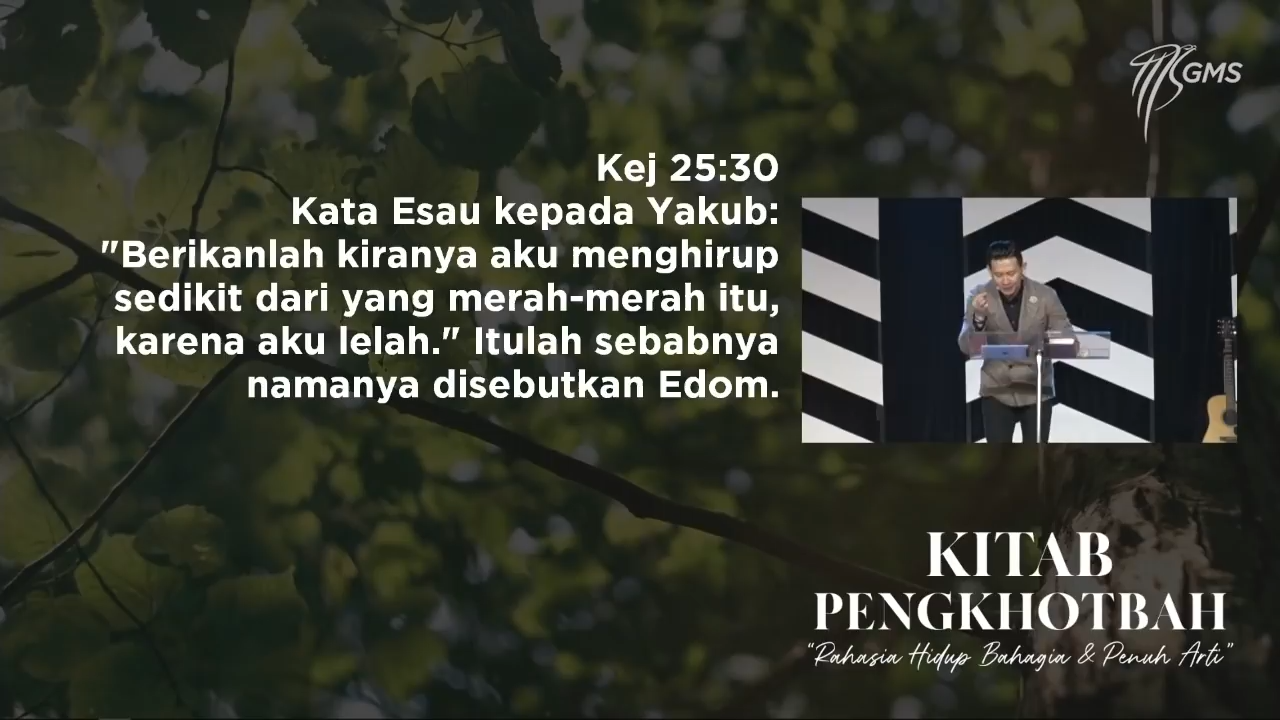 GMS
Kej 25:30
Kata Esau kepada Yakub:
"Berikanlah kiranya aku menghirup
sedikit dari yang merah-merah itu,
karena aku lelah." Itulah sebabnya
namanya disebutkan Edom.
KITAB
PENGKHOTBAH
"Rahasia Hidup Bahagia & Penuh Arti"